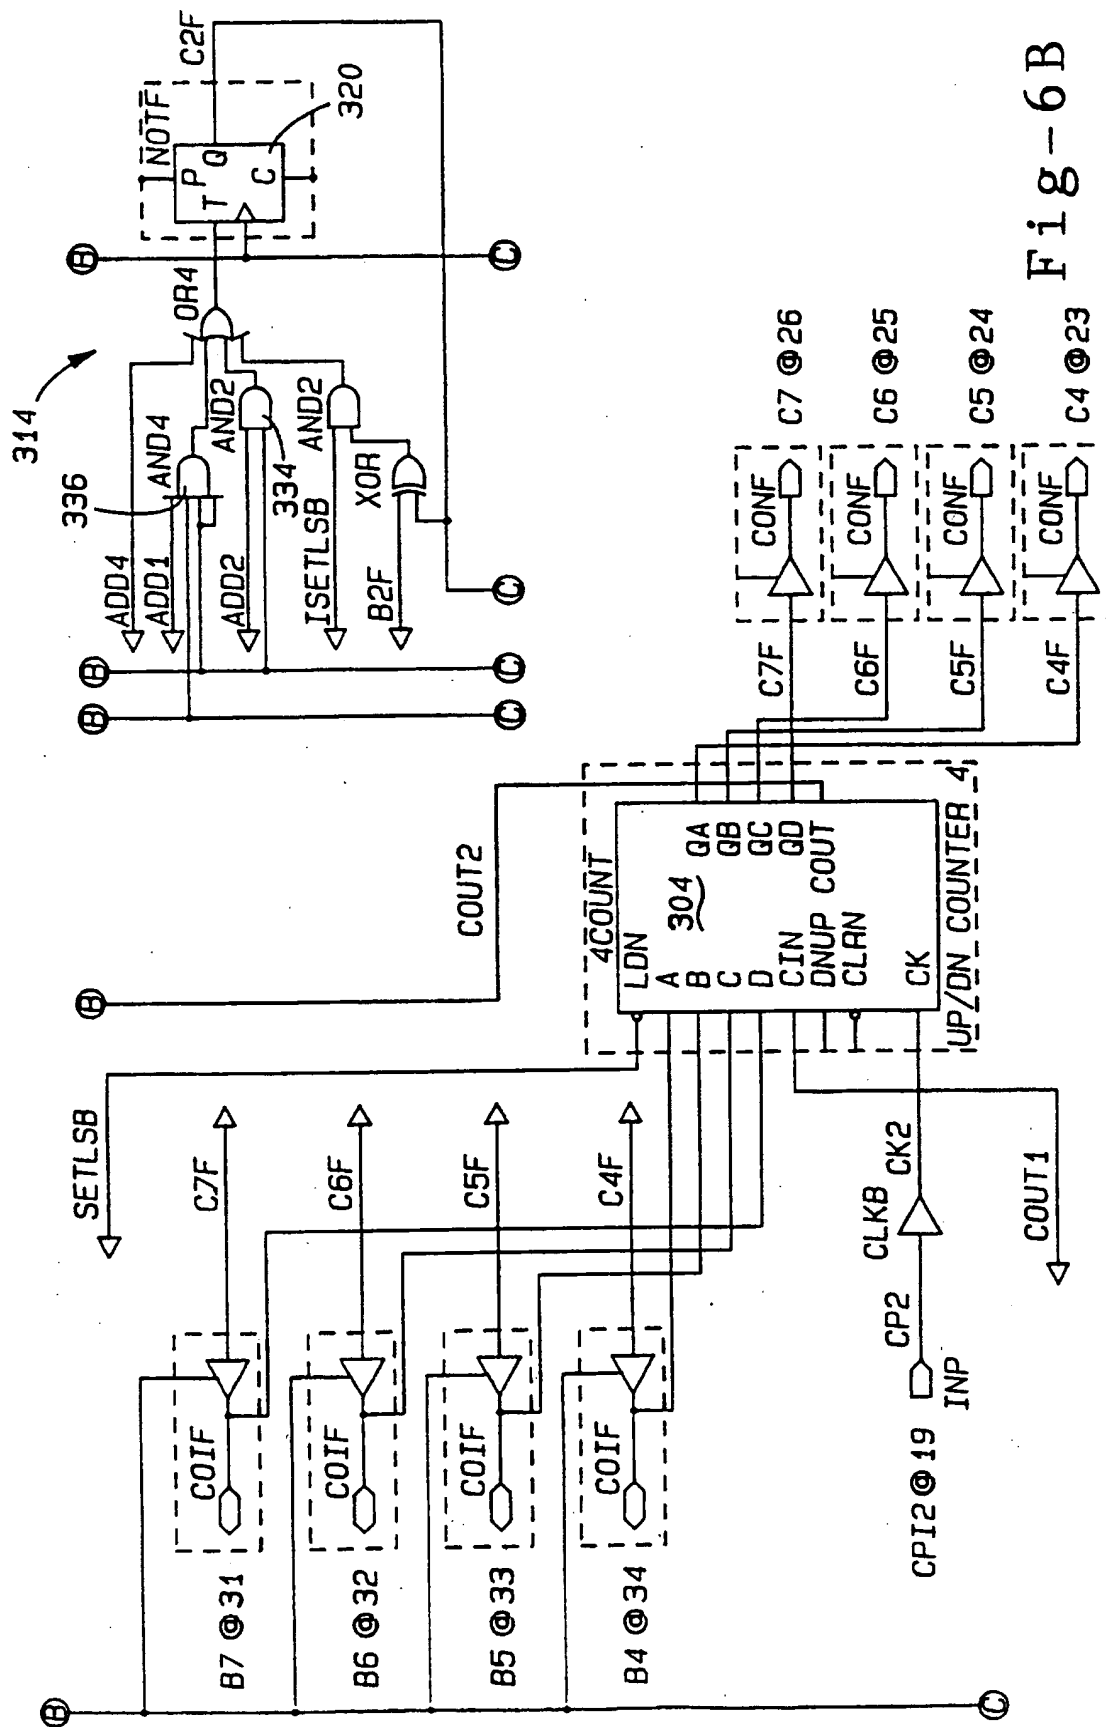 314
336
ADD4
ADD1
AND4
OR4
NOTF
C2F
T P Q
C
320
ADD2
AND2
334
ISETLSB
AND2
B2F
XOR
B
B
B
C
C
C
C
SETLSB
B
COUT2
C7F
C6F
C5F
C4F
B
COIF
B7 @31
COIF
B6 @32
COIF
B5 @33
COIF
B4 @34
C
4COUNT
LDN
A
B
C
D
CIN
DNUP
CLRN
CK
304
QA
QB
QC
QD
COUT
UP/DN COUNTER 4
CPI2 @19
INP
CP2
CLKB
CK2
COUT1
C7F
CONF
C7 @26
C6F
CONF
C6 @25
C5F
CONF
C5 @24
C4F
CONF
C4 @23
Fig-6B